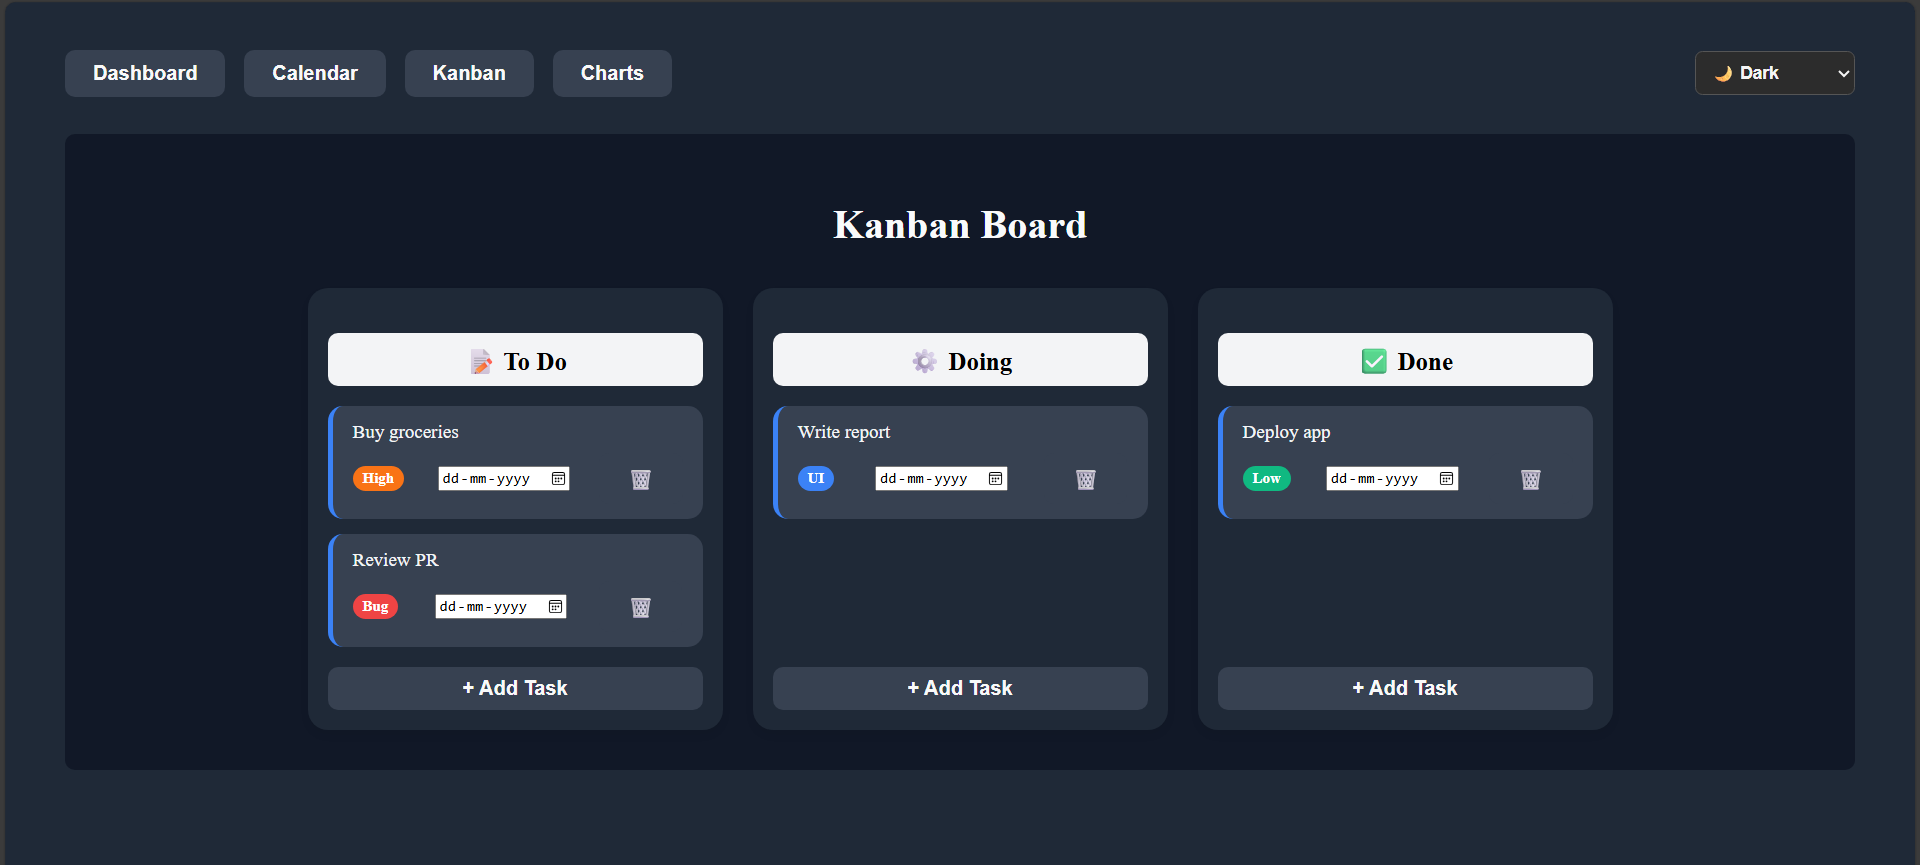 Dashboard Calendar Kanban Charts 🌙 Dark
Kanban Board
📝 To Do
Buy groceries
High dd-mm-yyyy
Review PR
Bug dd-mm-yyyy
+ Add Task
⚙️ Doing
Write report
UI dd-mm-yyyy
+ Add Task
✅ Done
Deploy app
Low dd-mm-yyyy
+ Add Task